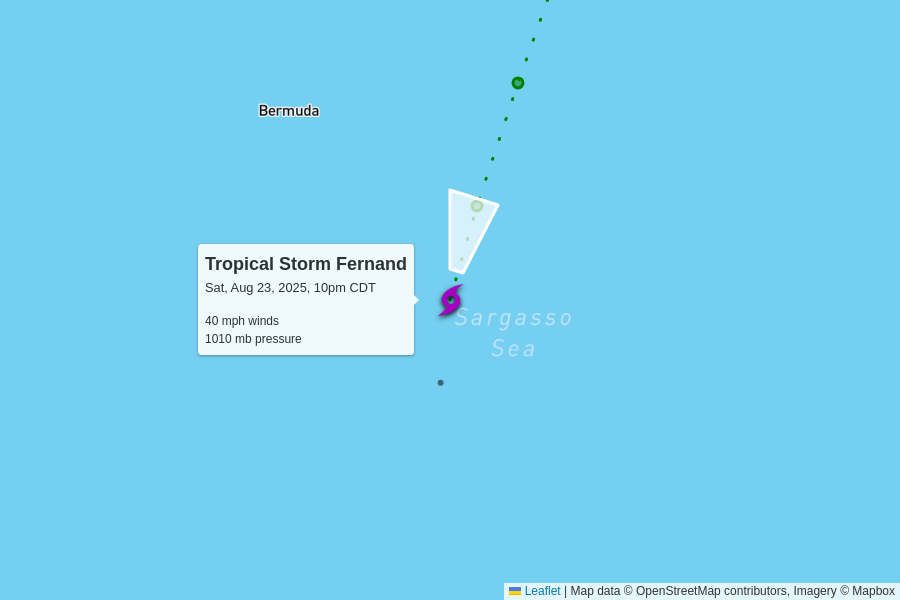 Bermuda
Tropical Storm Fernand
Sat, Aug 23, 2025, 10pm CDT
40 mph winds
1010 mb pressure
Sargasso
Sea
Leaflet | Map data © OpenStreetMap contributors, Imagery © Mapbox